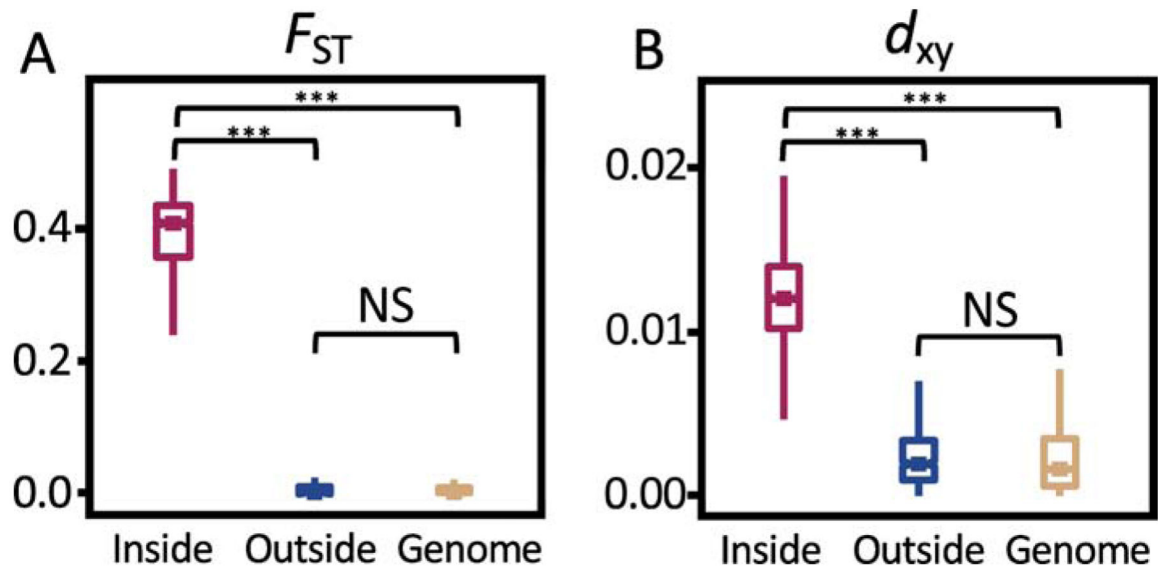 A
FST
***
***
0.4
NS
0.2
0.0
Inside Outside Genome
B
dxy
***
***
0.02
NS
0.01
0.00
Inside Outside Genome